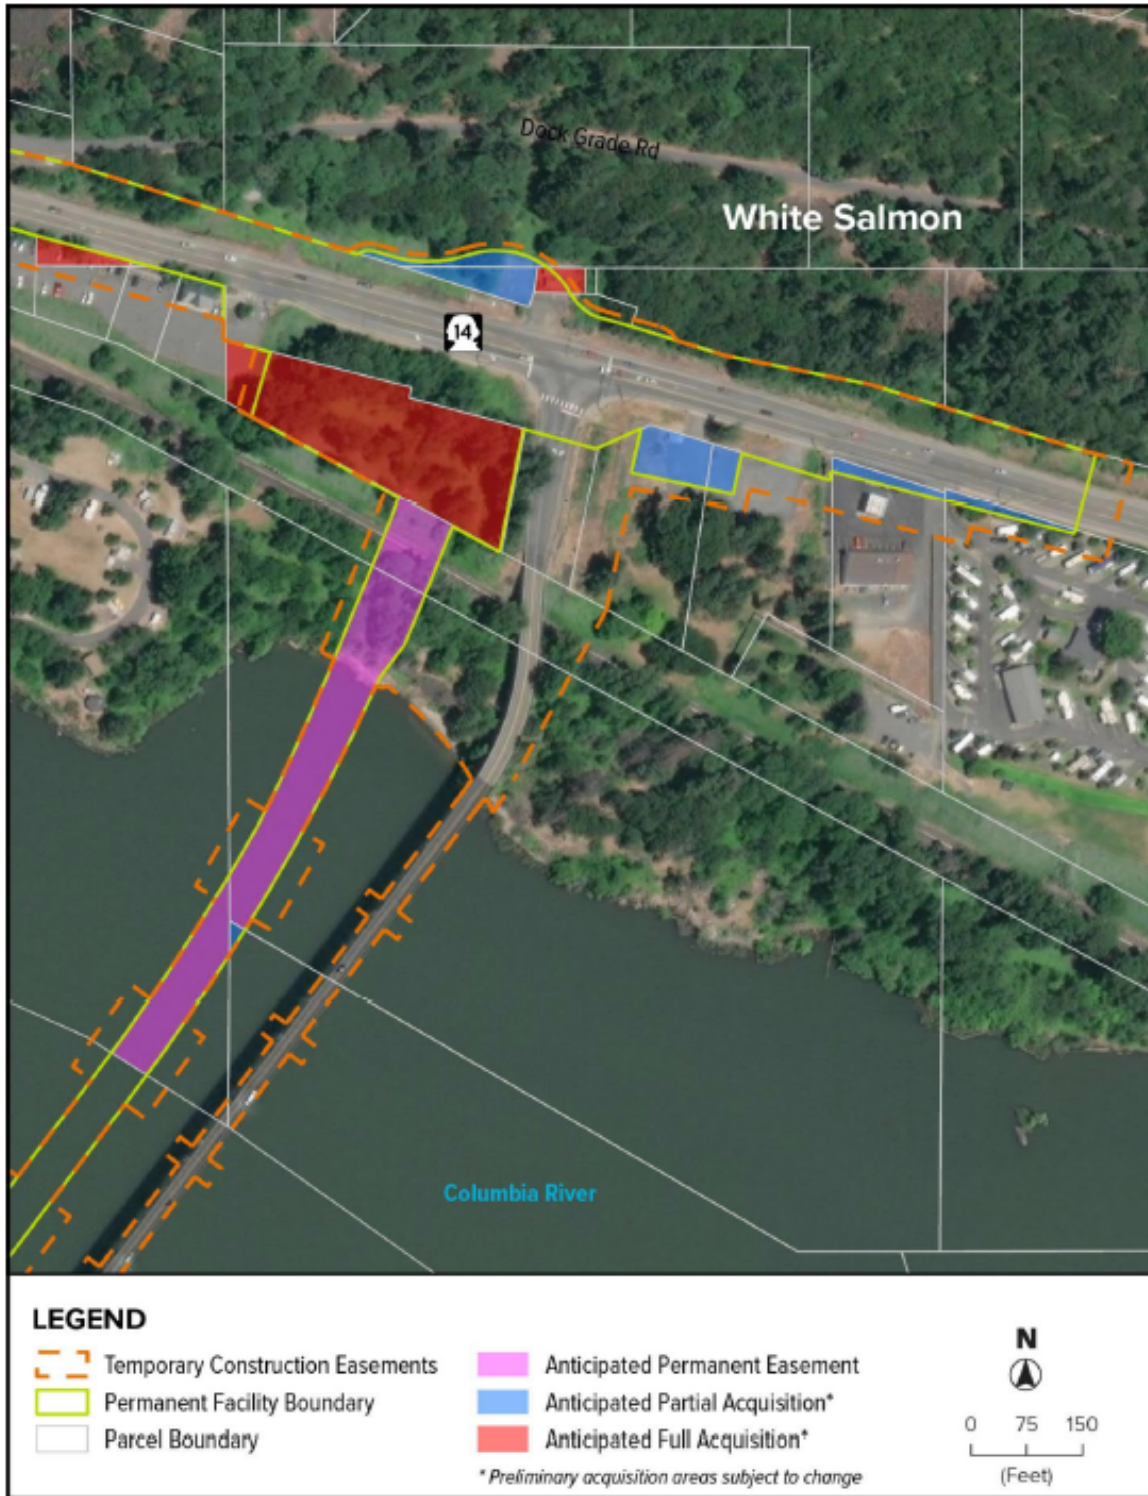 Dock Grade Rd
White Salmon
14
Columbia River
LEGEND
Temporary Construction Easements
Permanent Facility Boundary
Parcel Boundary
Anticipated Permanent Easement
Anticipated Partial Acquisition*
Anticipated Full Acquisition*
* Preliminary acquisition areas subject to change
N
0 75 150
(Feet)